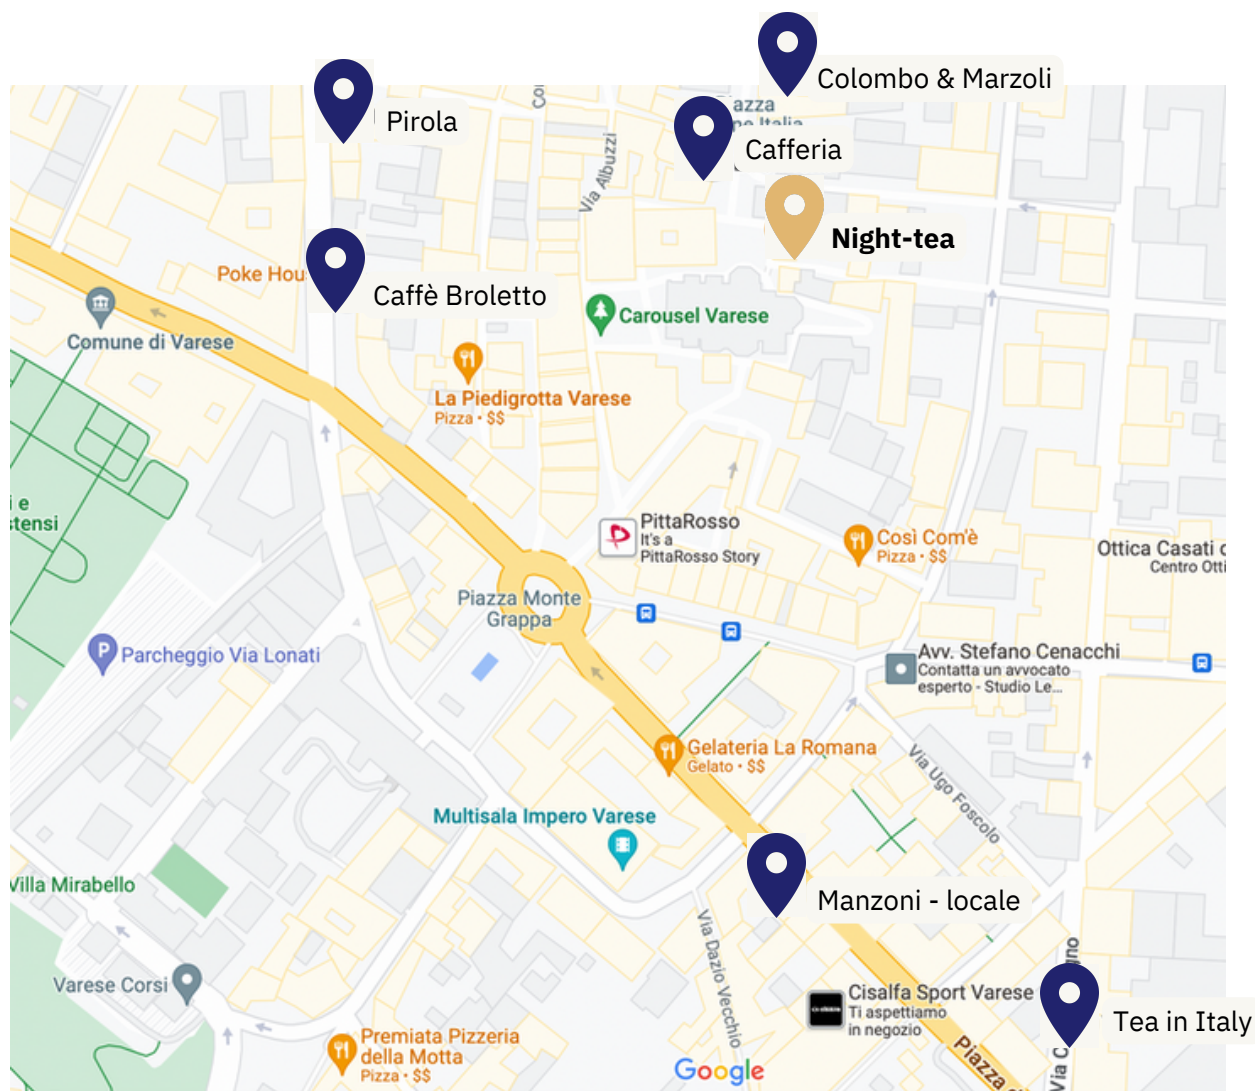 Colombo & Marzoli
Pirola
Cafferia
Via Albuzzi
Night-tea
Poke Hou
Caffè Broletto
Carousel Varese
Comune di Varese
La Piedigrotta Varese
Pizza • $$
i e
stensi
PittaRosso
It's a
PittaRosso Story
Così Com'è
Pizza • $$
Ottica Casati
Centro Otti
Piazza Monte
Grappa
P
Parcheggio Via Lonati
Avv. Stefano Cenacchi
Contatta un avvocato
esperto - Studio Le...
Gelateria La Romana
Gelato • $$
Via Ugo Foscolo
Multisala Impero Varese
Villa Mirabello
Manzoni - locale
Via Dazio Vecchio
Varese Corsi
Cisalfa Sport Varese
Ti aspettiamo
in negozio
Tea in Italy
Premiata Pizzeria
della Motta
Pizza • $$
Google
Piazza
Via C